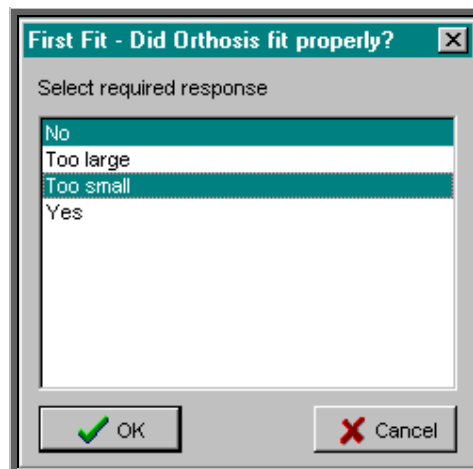 First Fit - Did Orthosis fit properly?
Select required response
No
Too large
Too small
Yes
OK
Cancel